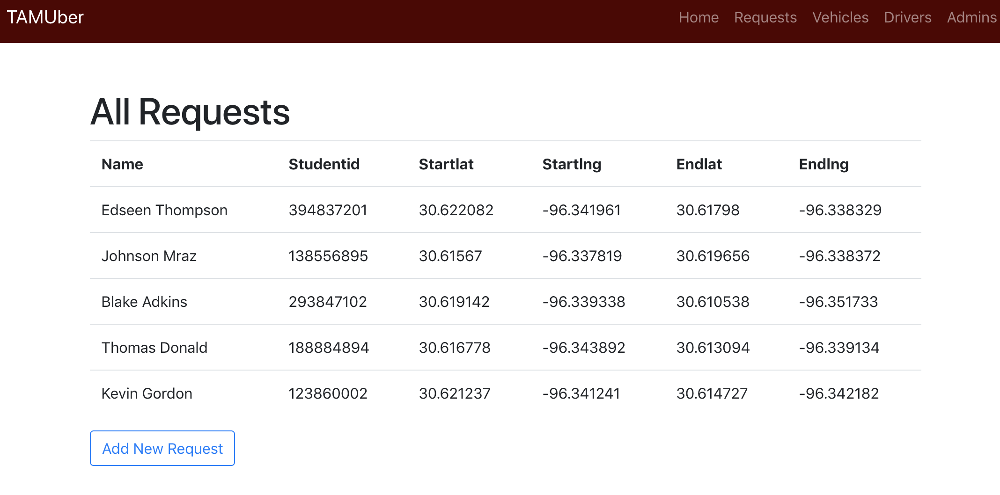 TAMUber Home Requests Vehicles Drivers Admins
All Requests
Name Studentid Startlat Startlng Endlat Endlng
Edseen Thompson 394837201 30.622082 -96.341961 30.61798 -96.338329
Johnson Mraz 138556895 30.61567 -96.337819 30.619656 -96.338372
Blake Adkins 293847102 30.619142 -96.339338 30.610538 -96.351733
Thomas Donald 188884894 30.616778 -96.343892 30.613094 -96.339134
Kevin Gordon 123860002 30.621237 -96.341241 30.614727 -96.342182
Add New Request